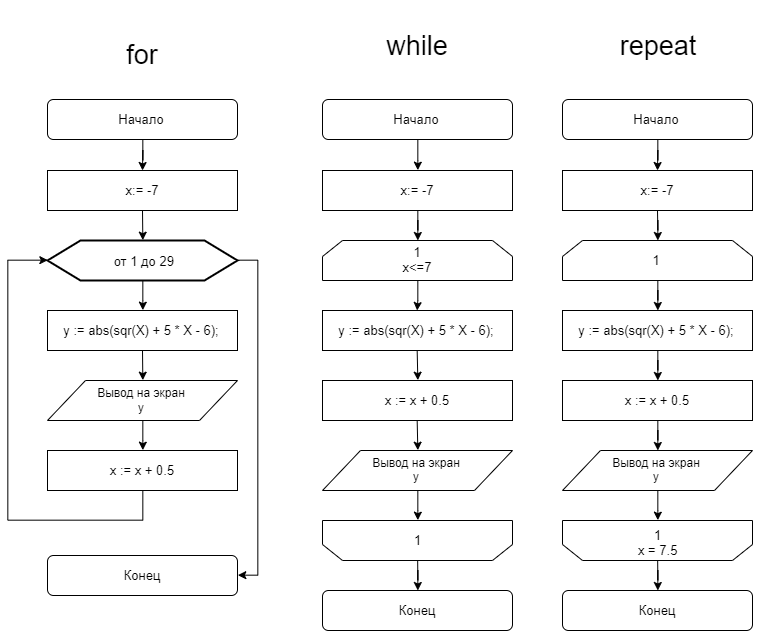 for
Начало
x:= -7
от 1 до 29
y := abs(sqr(X) + 5 * X - 6);
Вывод на экран
y
x := x + 0.5
Конец
while
Начало
x:= -7
1
x<=7
y := abs(sqr(X) + 5 * X - 6);
x := x + 0.5
Вывод на экран
y
1
Конец
repeat
Начало
x:= -7
1
y := abs(sqr(X) + 5 * X - 6);
x := x + 0.5
Вывод на экран
y
1
x = 7.5
Конец